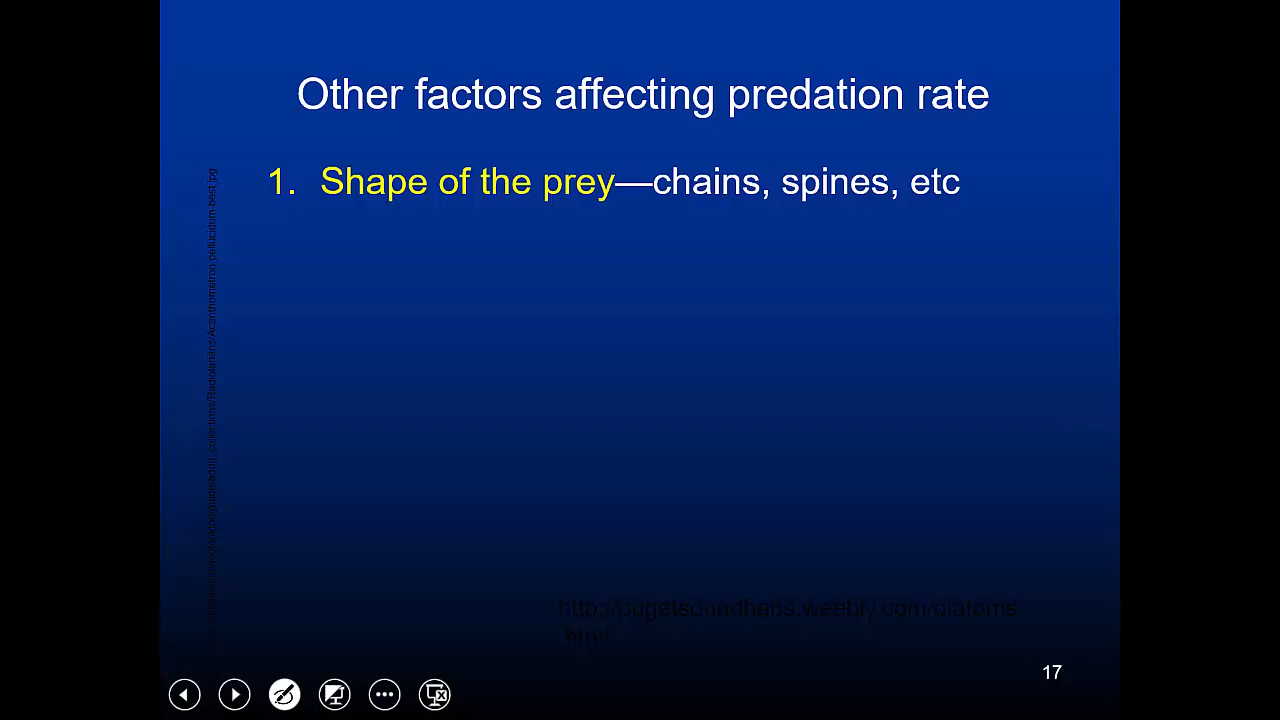 Other factors affecting predation rate
1. Shape of the prey—chains, spines, etc
http://pugetsoundhabs.weebly.com/diatoms
.html
17